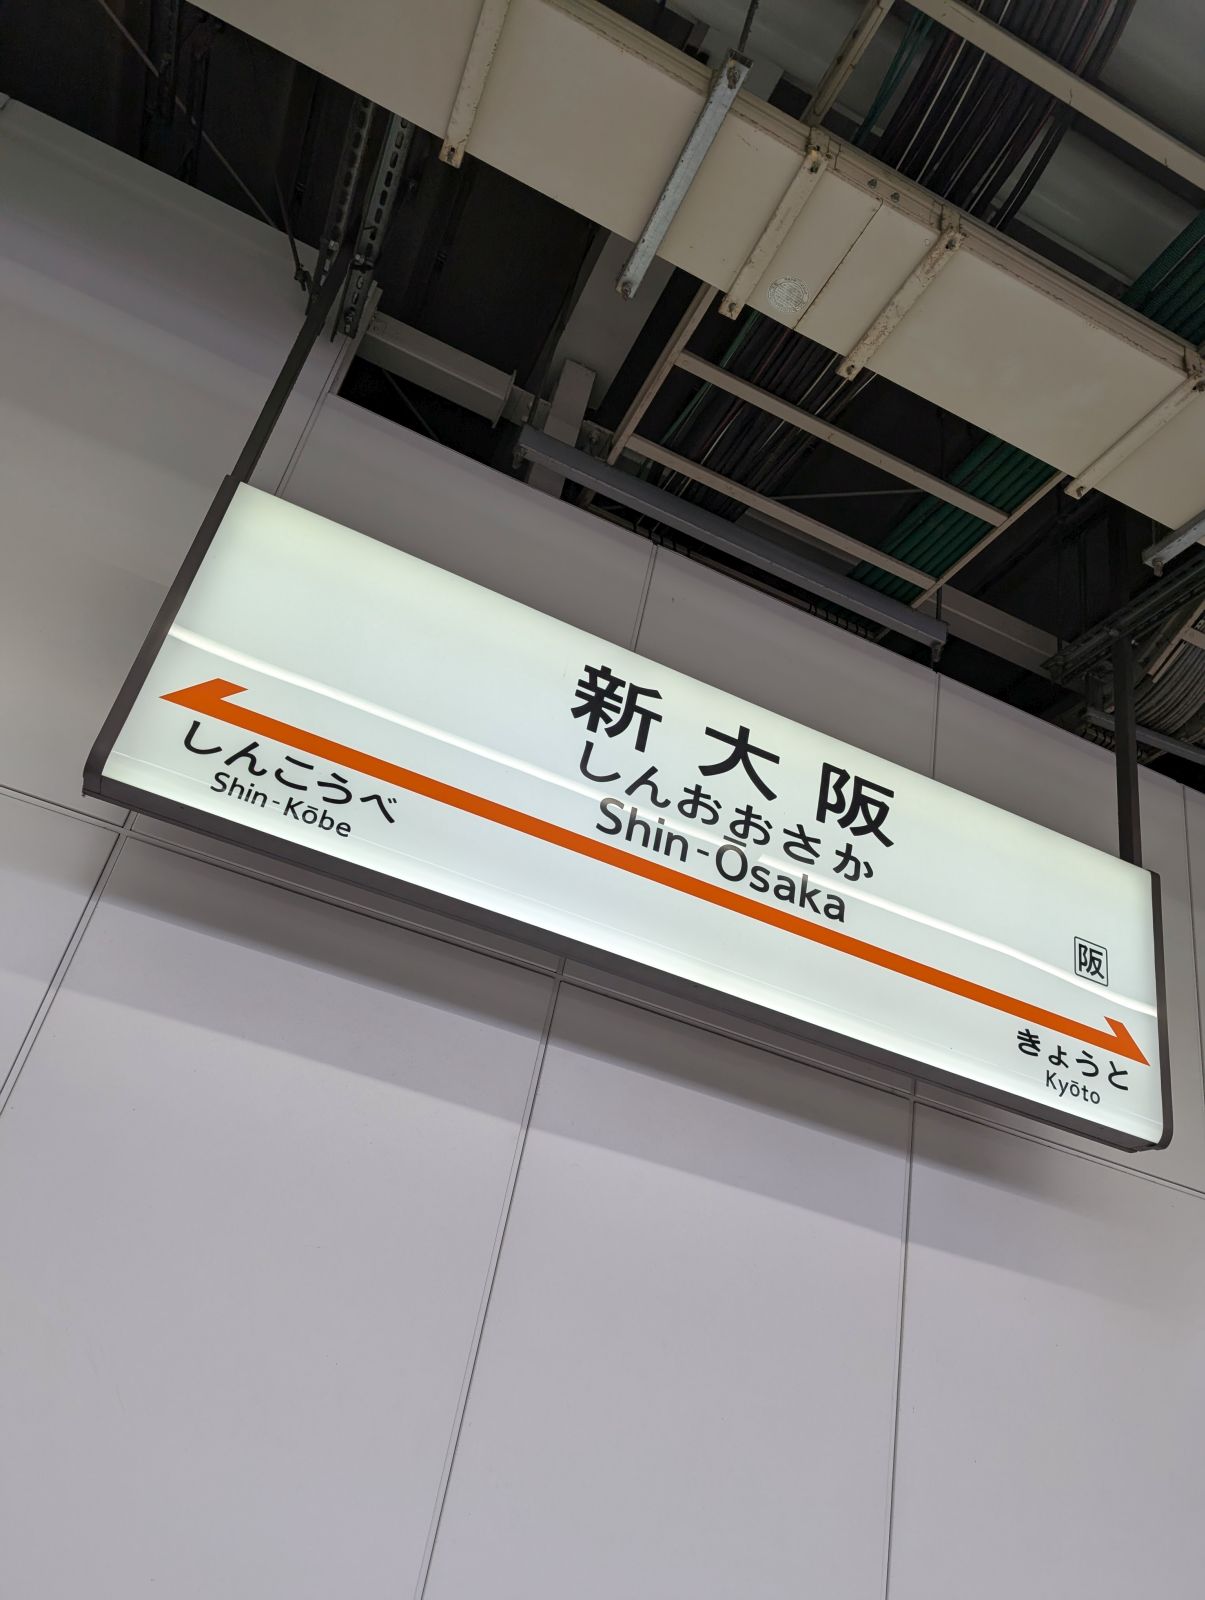 新大阪
しんおおさか
Shin-Ōsaka
阪
しんこうべ
Shin-Kōbe
きょうと
Kyōto